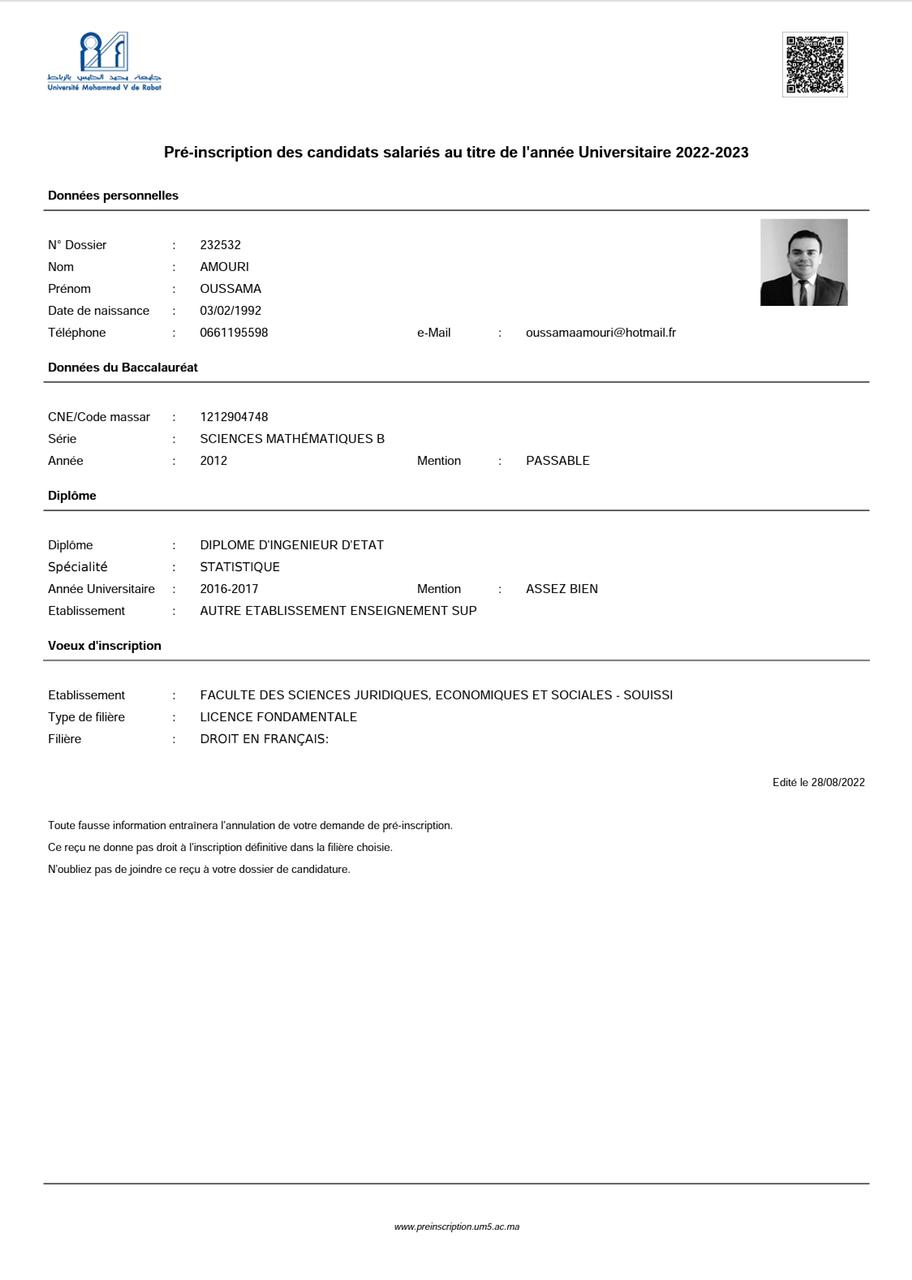 جامعة محمد الخامس بالرباط
Université Mohammed V de Rabat
Pré-inscription des candidats salariés au titre de l'année Universitaire 2022-2023
Données personnelles
N° Dossier : 232532
Nom : AMOURI
Prénom : OUSSAMA
Date de naissance : 03/02/1992
Téléphone : 0661195598 e-Mail : oussamaamouri@hotmail.fr
Données du Baccalauréat
CNE/Code massar : 1212904748
Série : SCIENCES MATHÉMATIQUES B
Année : 2012 Mention : PASSABLE
Diplôme
Diplôme : DIPLOME D'INGENIEUR D'ETAT
Spécialité : STATISTIQUE
Année Universitaire : 2016-2017 Mention : ASSEZ BIEN
Etablissement : AUTRE ETABLISSEMENT ENSEIGNEMENT SUP
Voeux d'inscription
Etablissement : FACULTE DES SCIENCES JURIDIQUES, ECONOMIQUES ET SOCIALES - SOUISSI
Type de filière : LICENCE FONDAMENTALE
Filière : DROIT EN FRANÇAIS:
Edité le 28/08/2022
Toute fausse information entraînera l'annulation de votre demande de pré-inscription.
Ce reçu ne donne pas droit à l'inscription définitive dans la filière choisie.
N'oubliez pas de joindre ce reçu à votre dossier de candidature.
www.preinscription.um5.ac.ma